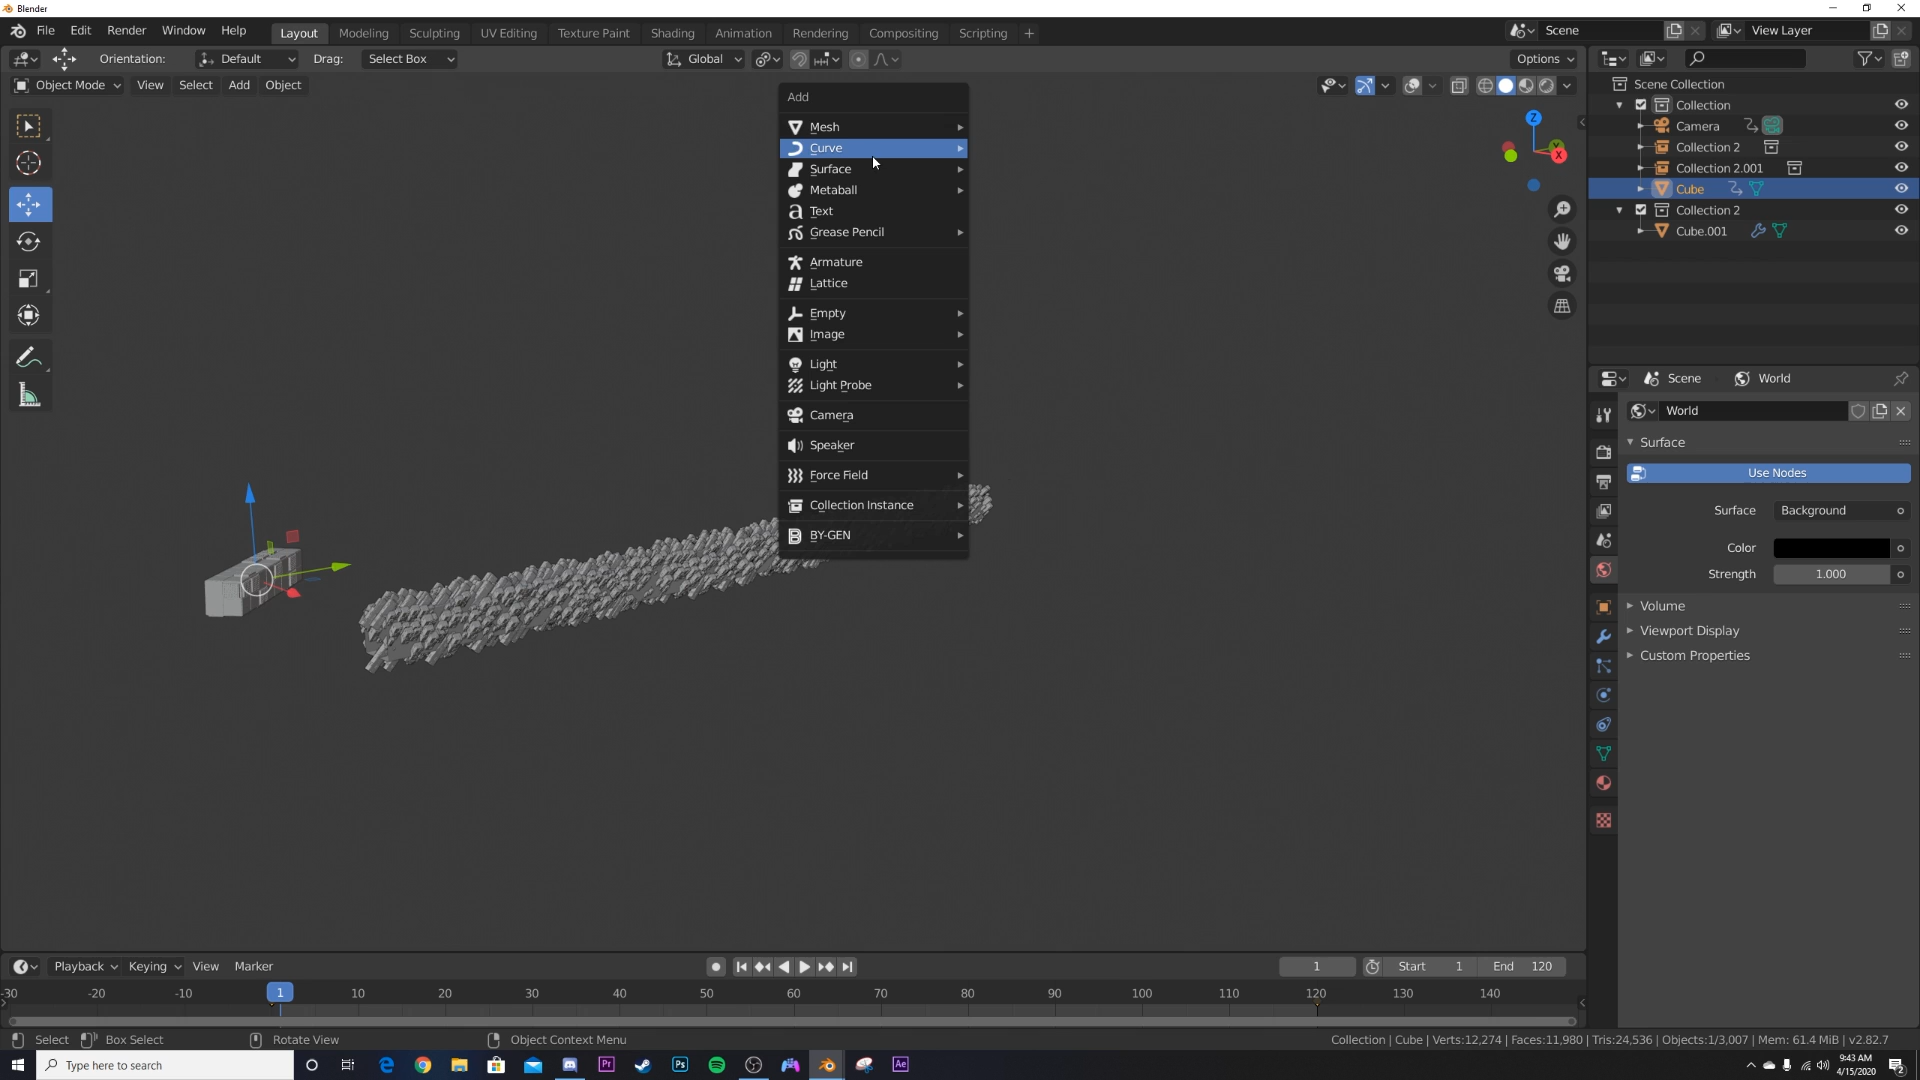 Blender
File Edit Render Window Help Layout Modeling Sculpting UV Editing Texture Paint Shading Animation Rendering Compositing Scripting + Scene View Layer
Orientation: Default Drag: Select Box Global Options
Object Mode View Select Add Object
Add
Mesh
Curve
Surface
Metaball
Text
Grease Pencil
Armature
Lattice
Empty
Image
Light
Light Probe
Camera
Speaker
Force Field
Collection Instance
BY-GEN
Z
Y
X
Scene Collection
Collection
Camera
Collection 2
Collection 2.001
Cube
Collection 2
Cube.001
Scene World
World
Surface
Use Nodes
Surface Background
Color
Strength 1.000
Volume
Viewport Display
Custom Properties
Playback Keying View Marker 1 Start 1 End 120
-30 -20 -10 1 10 20 30 40 50 60 70 80 90 100 110 120 130 140
Select Box Select Rotate View Object Context Menu Collection | Cube | Verts:12,274 | Faces:11,980 | Tris:24,536 | Objects:1/3,007 | Mem: 61.4 MiB | v2.82.7
Type here to search
Pr
Ps
Ae
9:43 AM
4/15/2020
2